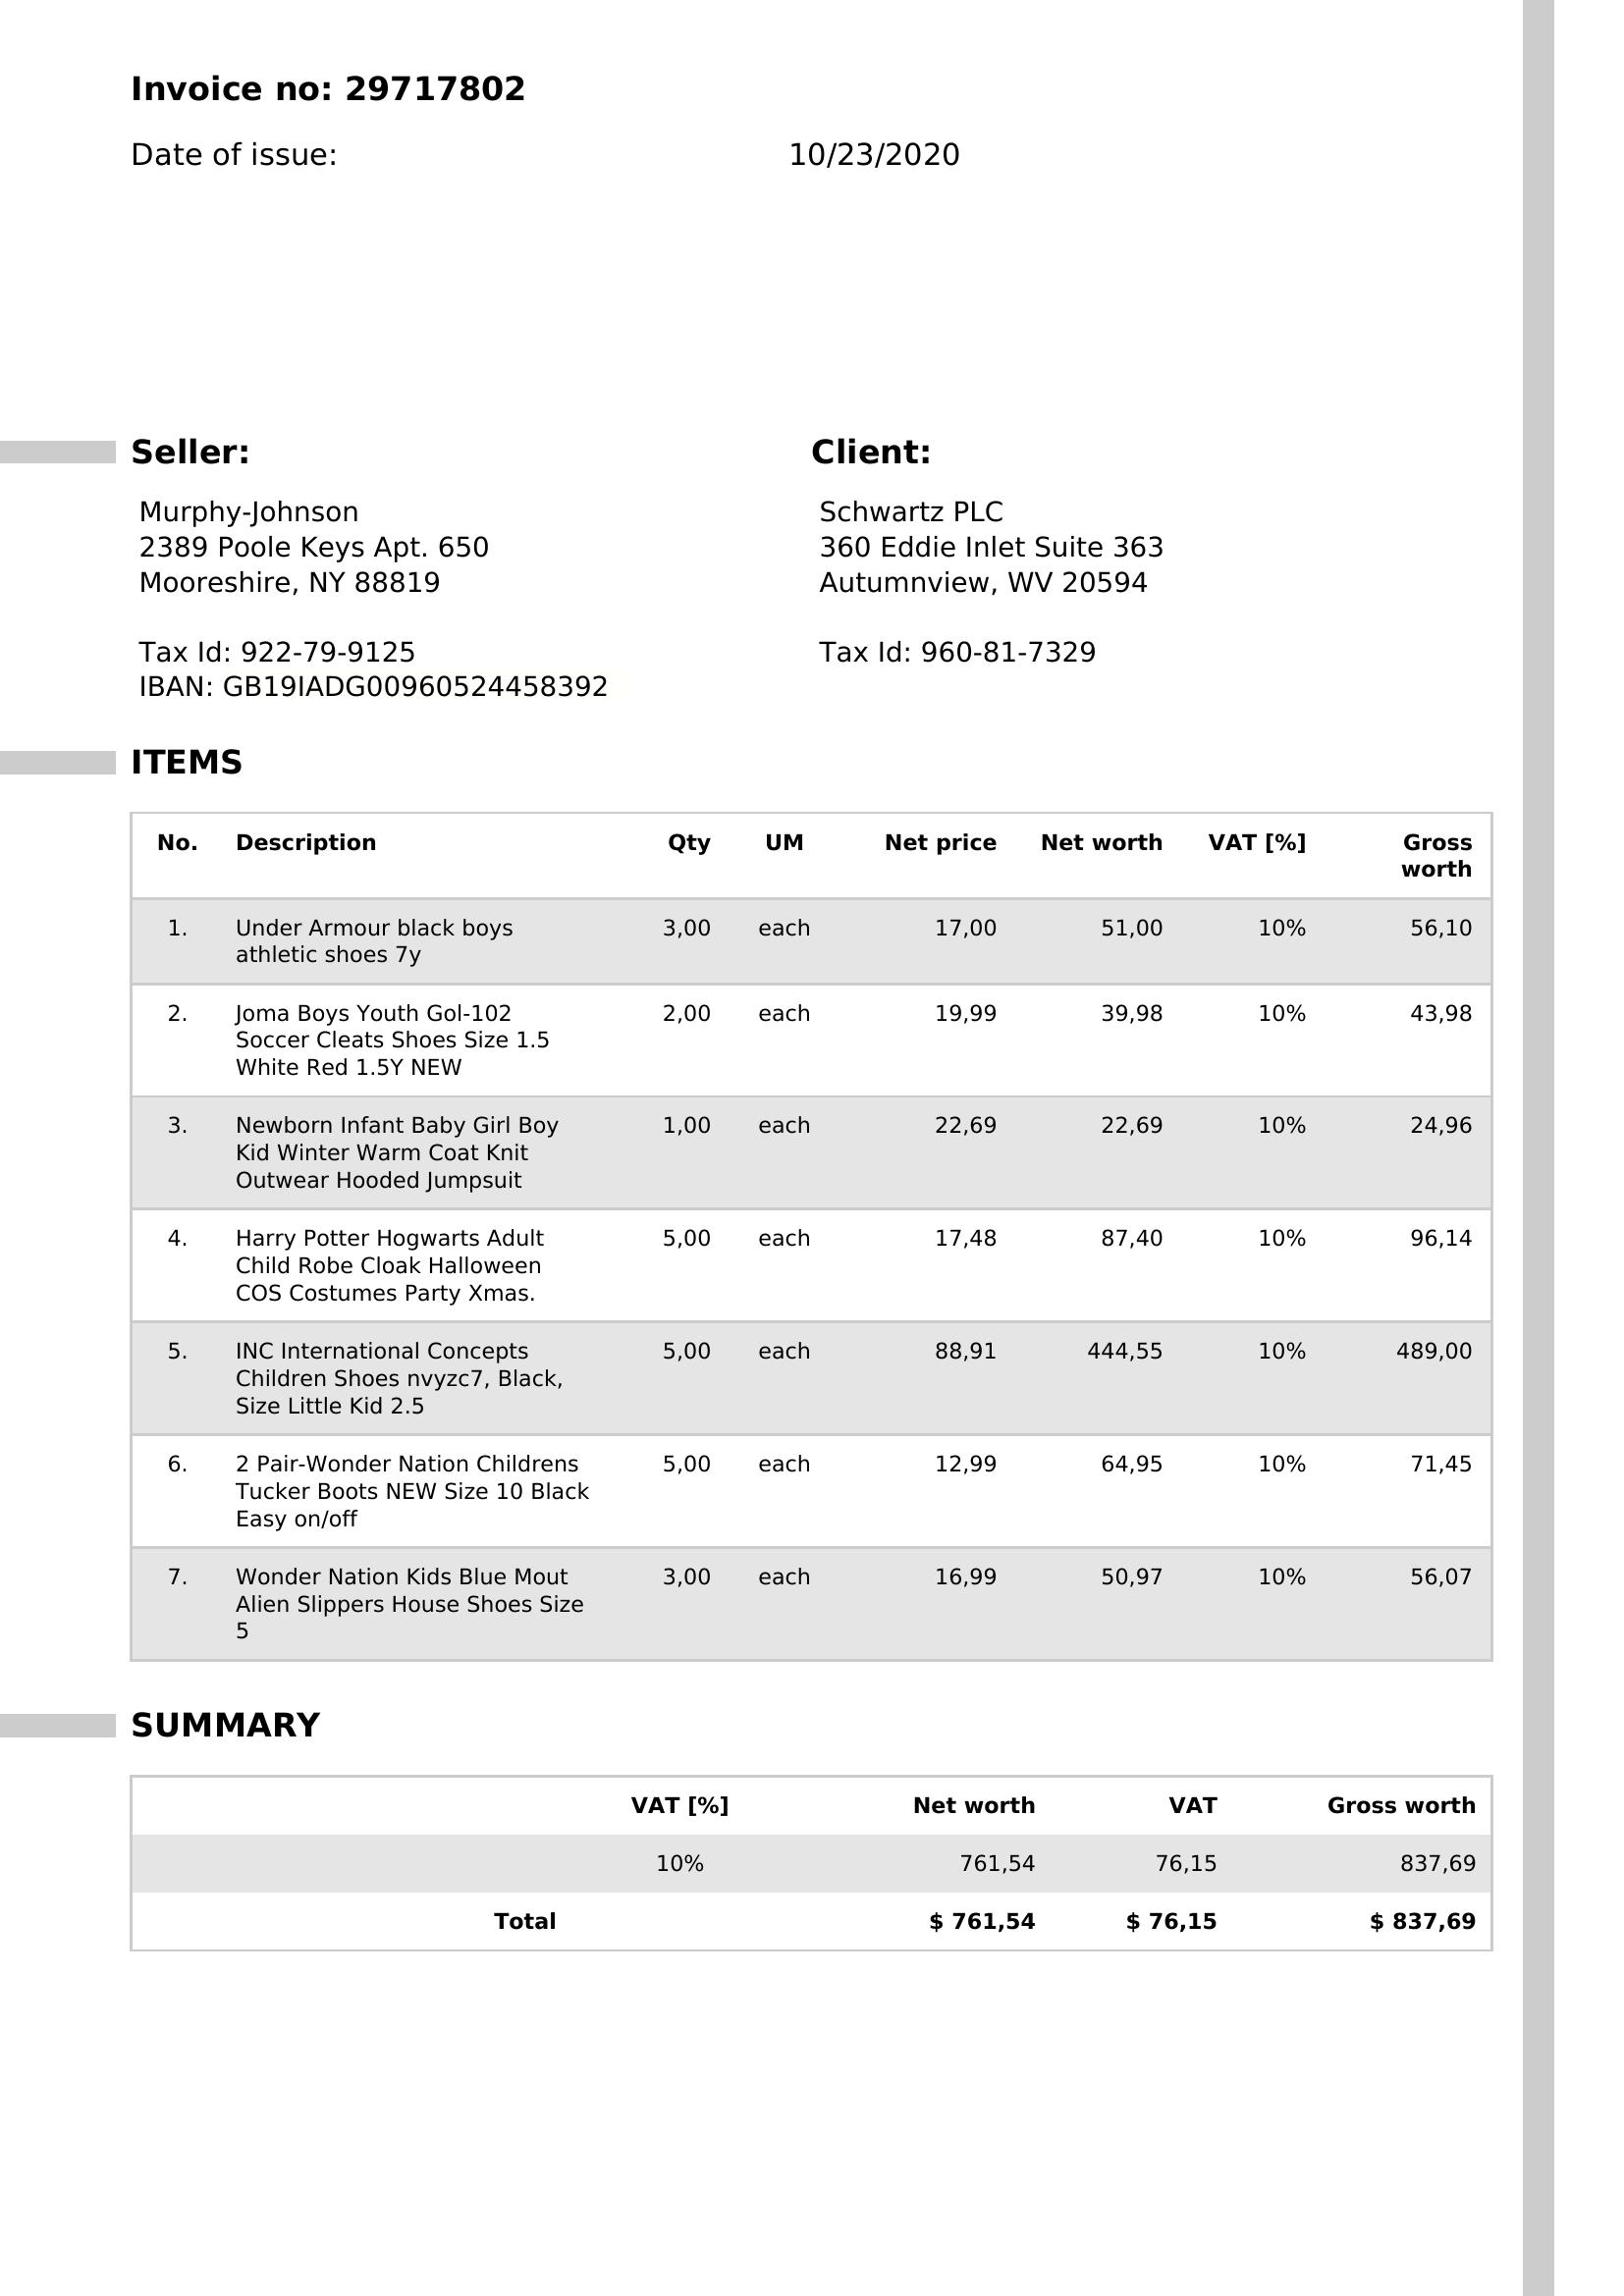 Invoice no: 29717802
Date of issue: 10/23/2020
Seller: Client:
Murphy-Johnson Schwartz PLC
2389 Poole Keys Apt. 650 360 Eddie Inlet Suite 363
Mooreshire, NY 88819 Autumnview, WV 20594
Tax Id: 922-79-9125 Tax Id: 960-81-7329
IBAN: GB19IADG00960524458392
ITEMS
No. Description Qty UM Net price Net worth VAT [%] Gross
worth
1. Under Armour black boys 3,00 each 17,00 51,00 10% 56,10
athletic shoes 7y
2. Joma Boys Youth Gol-102 2,00 each 19,99 39,98 10% 43,98
Soccer Cleats Shoes Size 1.5
White Red 1.5Y NEW
3. Newborn Infant Baby Girl Boy 1,00 each 22,69 22,69 10% 24,96
Kid Winter Warm Coat Knit
Outwear Hooded Jumpsuit
4. Harry Potter Hogwarts Adult 5,00 each 17,48 87,40 10% 96,14
Child Robe Cloak Halloween
COS Costumes Party Xmas.
5. INC International Concepts 5,00 each 88,91 444,55 10% 489,00
Children Shoes nvyzc7, Black,
Size Little Kid 2.5
6. 2 Pair-Wonder Nation Childrens 5,00 each 12,99 64,95 10% 71,45
Tucker Boots NEW Size 10 Black
Easy on/off
7. Wonder Nation Kids Blue Mout 3,00 each 16,99 50,97 10% 56,07
Alien Slippers House Shoes Size
5
SUMMARY
VAT [%] Net worth VAT Gross worth
10% 761,54 76,15 837,69
Total $ 761,54 $ 76,15 $ 837,69